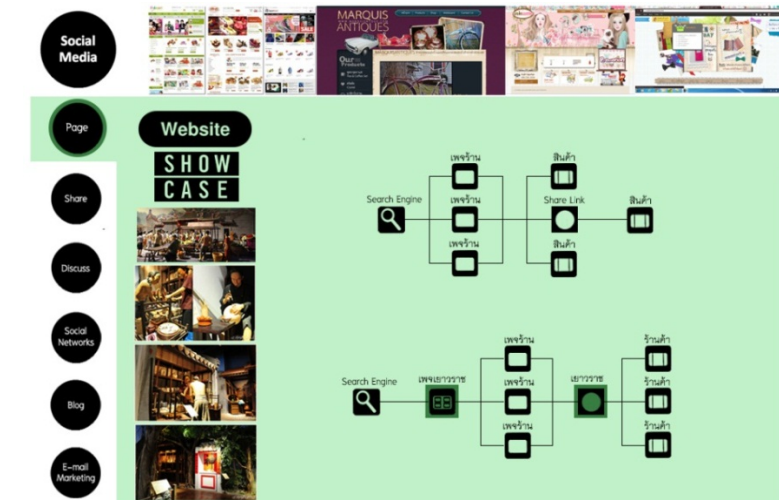 Social
Media
MARQUIS
ANTIQUES
Our
Products
SALE
Page
Share
Discuss
Social
Networks
Blog
E-mail
Marketing
Website
SHOW
CASE
Search Engine
เพจร้าน
เพจร้าน
เพจร้าน
สินค้า
Share Link
สินค้า
สินค้า
Search Engine
เพจเยาวราช
เพจร้าน
เพจร้าน
เพจร้าน
เยาวราช
ร้านค้า
ร้านค้า
ร้านค้า